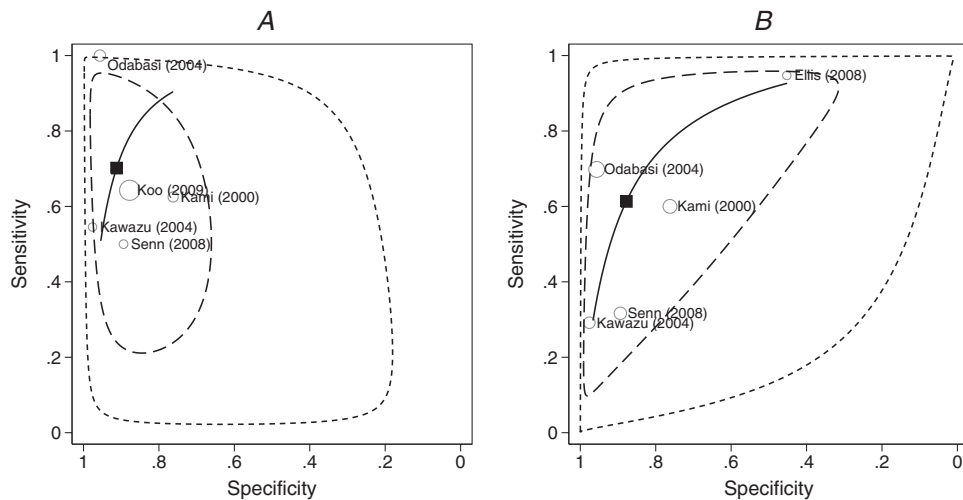 A
1
.8
.6
.4
.2
0
Sensitivity
Odabasi (2004)
Koo (2009)
Kami (2000)
Kawazu (2004)
Senn (2008)
1
.8
.6
.4
.2
0
Specificity
B
1
.8
.6
.4
.2
0
Sensitivity
Ellis (2008)
Odabasi (2004)
Kami (2000)
Senn (2008)
Kawazu (2004)
1
.8
.6
.4
.2
0
Specificity